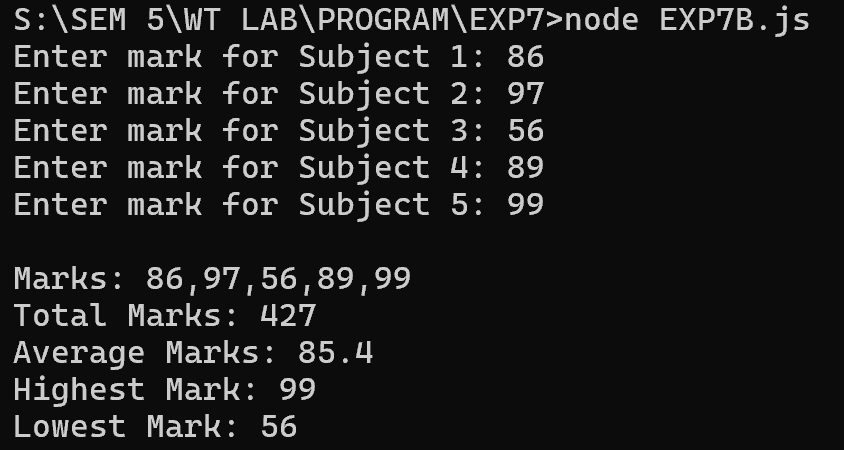 S:\SEM 5\WT LAB\PROGRAM\EXP7>node EXP7B.js
Enter mark for Subject 1: 86
Enter mark for Subject 2: 97
Enter mark for Subject 3: 56
Enter mark for Subject 4: 89
Enter mark for Subject 5: 99

Marks: 86,97,56,89,99
Total Marks: 427
Average Marks: 85.4
Highest Mark: 99
Lowest Mark: 56